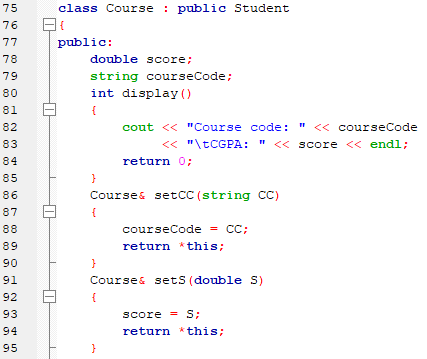 75 class Course : public Student
76 {
77 public:
78     double score;
79     string courseCode;
80     int display()
81     {
82         cout << "Course code: " << courseCode
83              << "\tCGPA: " << score << endl;
84         return 0;
85     }
86     Course& setCC(string CC)
87     {
88         courseCode = CC;
89         return *this;
90     }
91     Course& setS(double S)
92     {
93         score = S;
94         return *this;
95     }